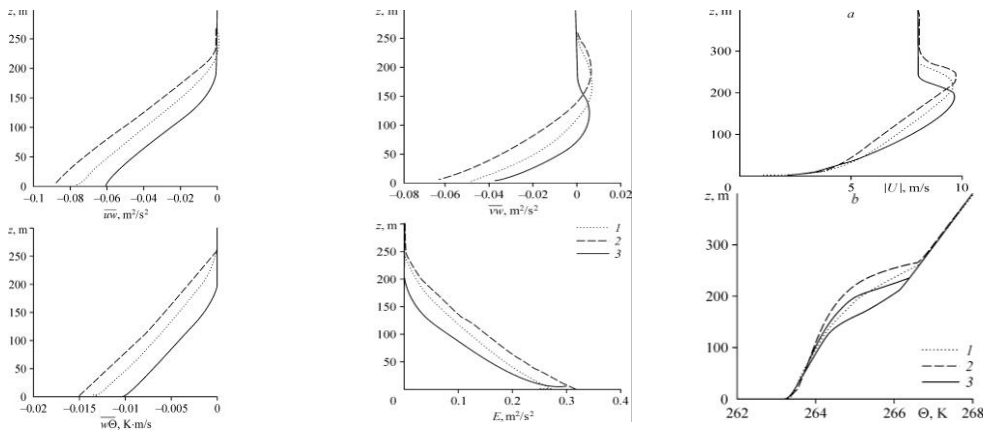 z, m
250
200
150
100
50
0
–0.1 –0.08 –0.06 –0.04 –0.02 0
uw, m²/s²
z, m
250
200
150
100
50
0
–0.08 –0.06 –0.04 –0.02 0 0.02
vw, m²/s²
a
z, m
400
300
200
100
0 5 10
|U|, m/s
z, m
250
200
150
100
50
0
–0.02 –0.015 –0.010 –0.005 0
wΘ, K·m/s
z, m
250
200
150
100
50
1
2
3
0 0.1 0.2 0.3 0.4
E, m²/s²
b
z, m
400
300
200
100
0
1
2
3
262 264 266 Θ, K 268